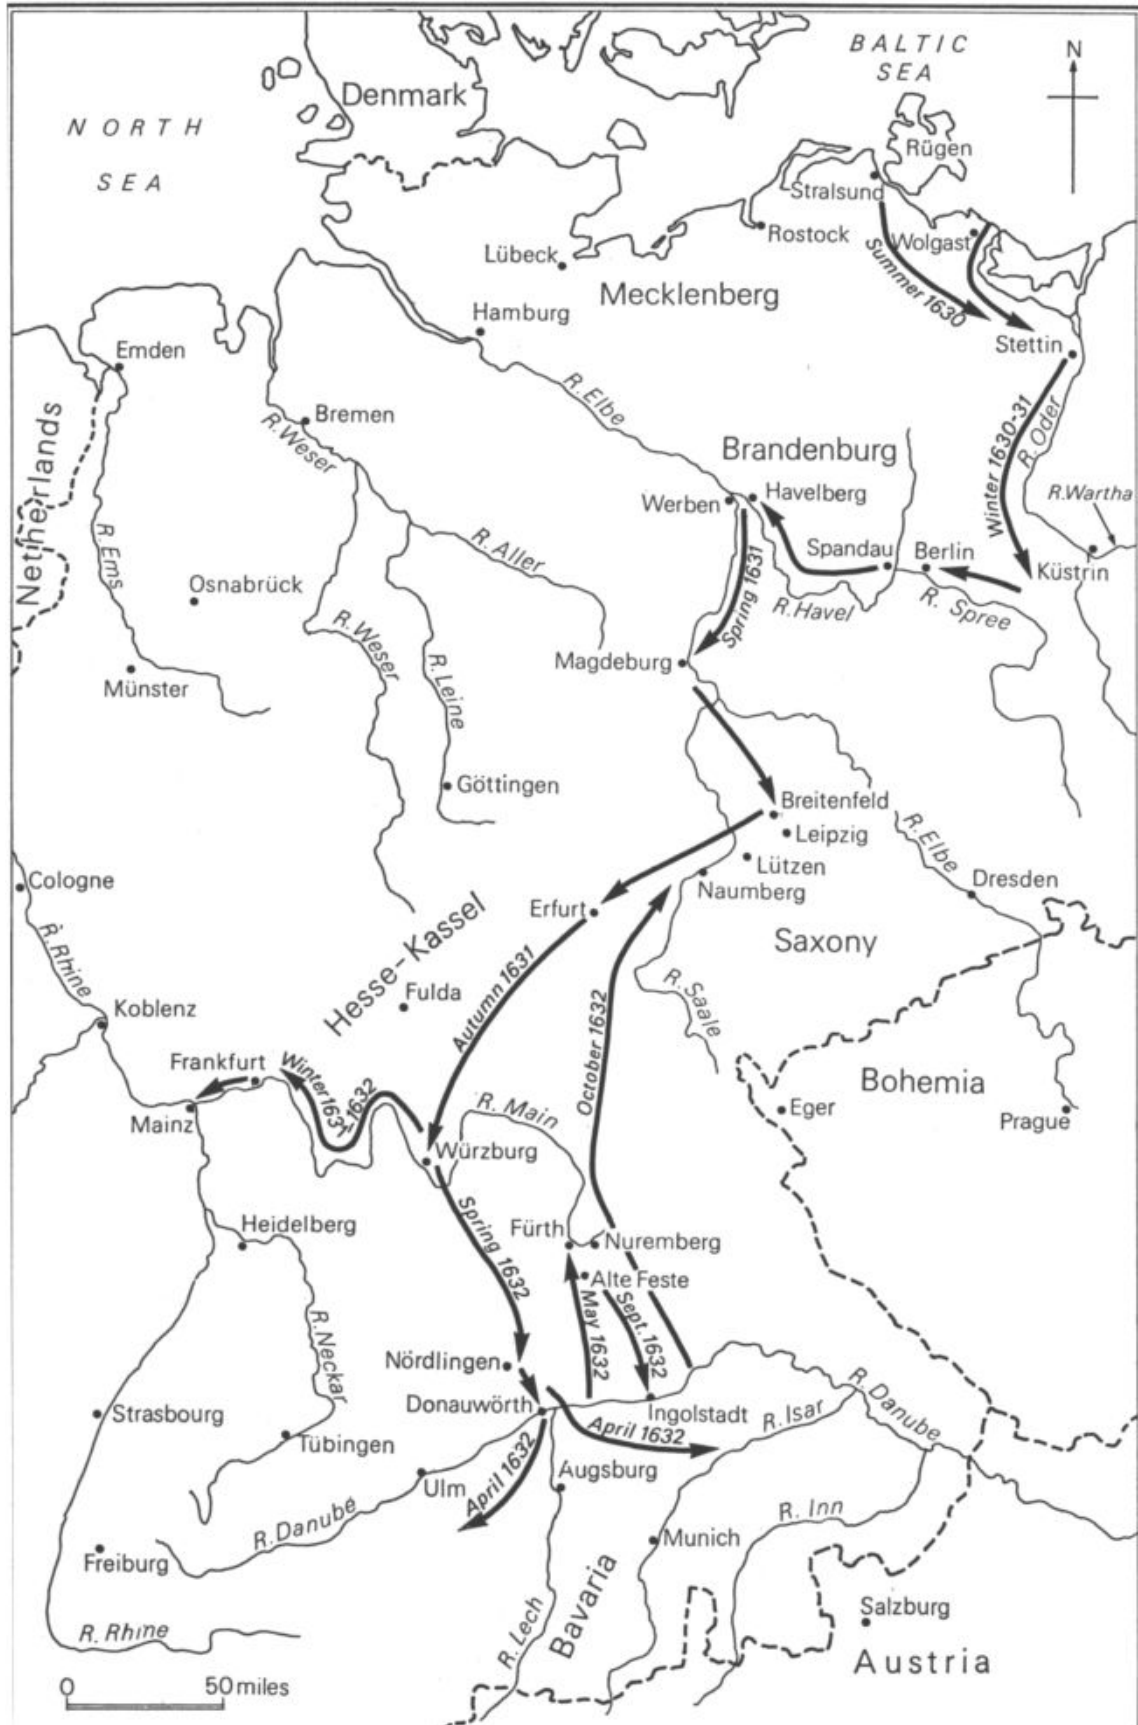 BALTIC
SEA
N
Denmark
NORTH
SEA
Rügen
Stralsund
Rostock
Wolgast
Lübeck
Summer 1630
Mecklenberg
Hamburg
Stettin
Emden
R. Elbe
Netherlands
Bremen
R. Weser
Brandenburg
Winter 1630-31
R. Oder
R. Wartha
Werben
Havelberg
R. Ems
R. Aller
Spandau
Berlin
Küstrin
Osnabrück
Spring 1631
R. Havel
R. Spree
R. Weser
R. Leine
Magdeburg
Münster
Göttingen
Breitenfeld
Leipzig
R. Elbe
Lützen
Cologne
Naumberg
Dresden
Erfurt
Hesse-Kassel
Saxony
R. Rhine
Autumn 1631
Fulda
R. Saale
Koblenz
October 1632
Frankfurt
Winter 1631-1632
Bohemia
Mainz
R. Main
Eger
Prague
Würzburg
Spring 1632
Heidelberg
Fürth
Nuremberg
Alte Feste
May 1632
Sept. 1632
R. Neckar
Nördlingen
Donauwörth
Strasbourg
Ingolstadt
R. Isar
R. Danube
Tübingen
April 1632
April 1632
Augsburg
Ulm
R. Danube
R. Inn
Freiburg
Munich
R. Rhine
R. Lech
Bavaria
Salzburg
Austria
0 50 miles